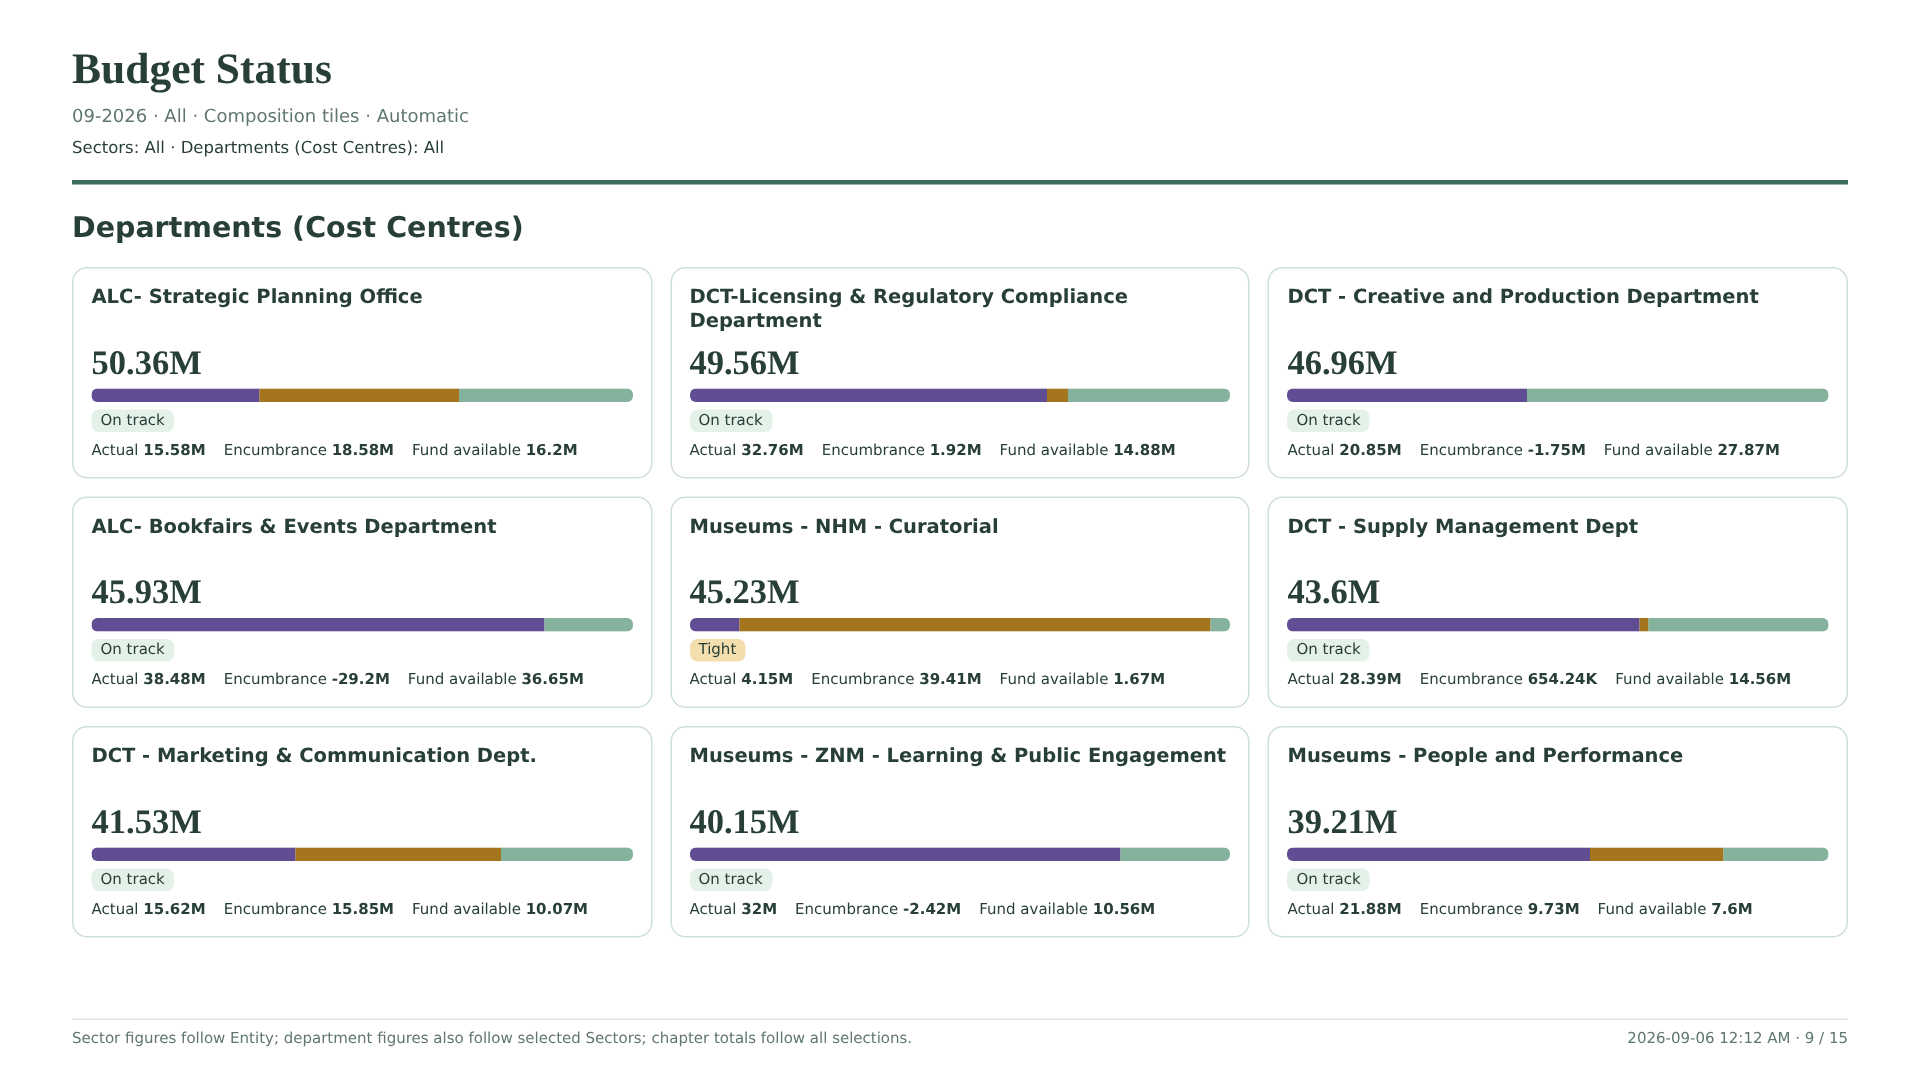 Budget Status
09-2026 · All · Composition tiles · Automatic
Sectors: All · Departments (Cost Centres): All
Departments (Cost Centres)
ALC- Strategic Planning Office
50.36M
On track
Actual 15.58M Encumbrance 18.58M Fund available 16.2M
DCT-Licensing & Regulatory Compliance
Department
49.56M
On track
Actual 32.76M Encumbrance 1.92M Fund available 14.88M
DCT - Creative and Production Department
46.96M
On track
Actual 20.85M Encumbrance -1.75M Fund available 27.87M
ALC- Bookfairs & Events Department
45.93M
On track
Actual 38.48M Encumbrance -29.2M Fund available 36.65M
Museums - NHM - Curatorial
45.23M
Tight
Actual 4.15M Encumbrance 39.41M Fund available 1.67M
DCT - Supply Management Dept
43.6M
On track
Actual 28.39M Encumbrance 654.24K Fund available 14.56M
DCT - Marketing & Communication Dept.
41.53M
On track
Actual 15.62M Encumbrance 15.85M Fund available 10.07M
Museums - ZNM - Learning & Public Engagement
40.15M
On track
Actual 32M Encumbrance -2.42M Fund available 10.56M
Museums - People and Performance
39.21M
On track
Actual 21.88M Encumbrance 9.73M Fund available 7.6M
Sector figures follow Entity; department figures also follow selected Sectors; chapter totals follow all selections.
2026-09-06 12:12 AM · 9 / 15